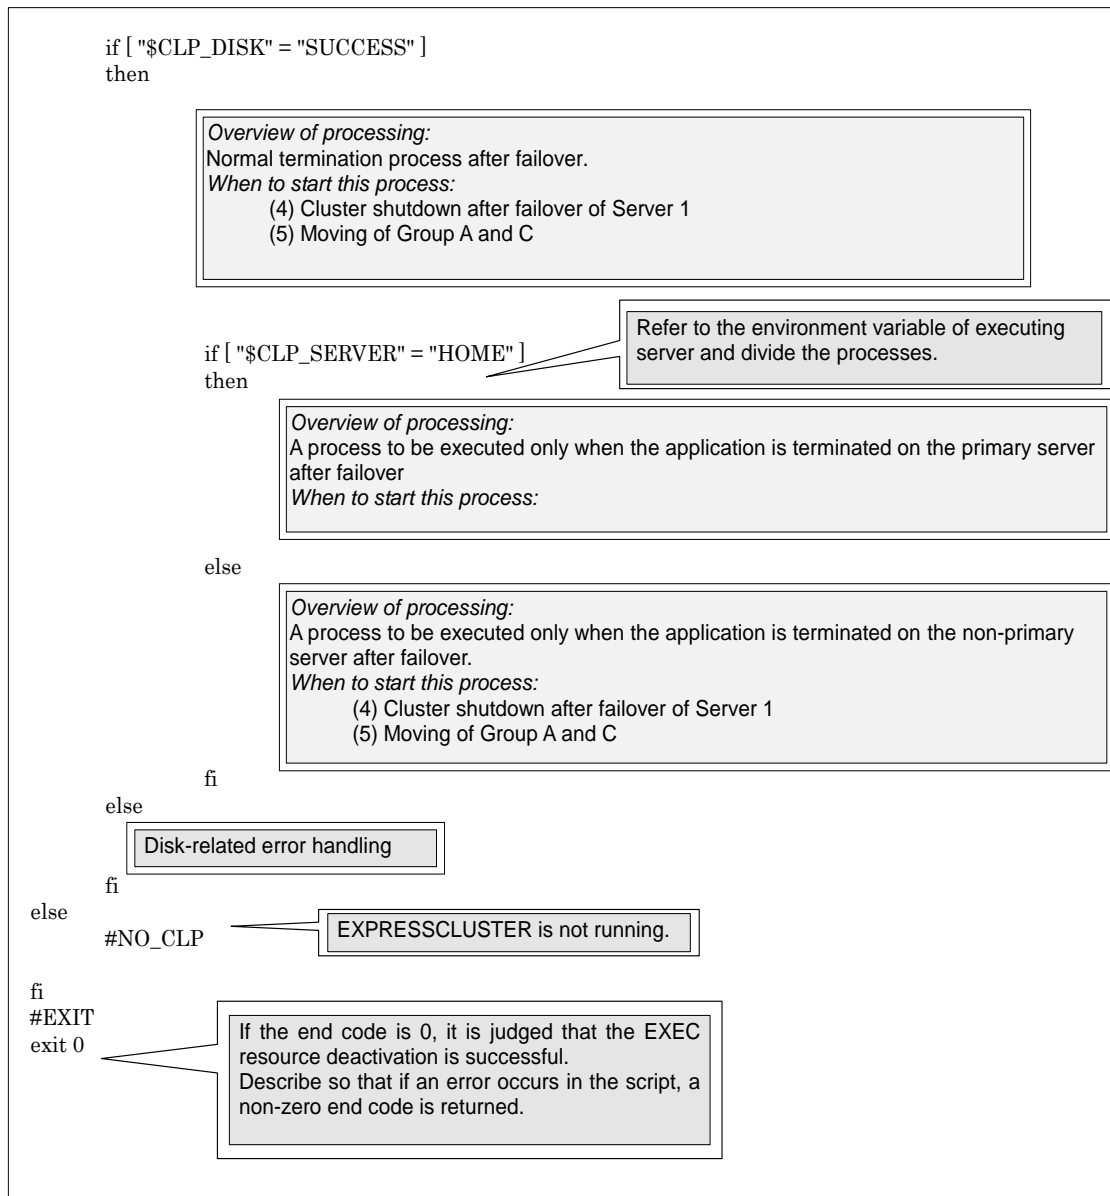 if [ "$CLP_DISK" = "SUCCESS" ]
then
Overview of processing:
Normal termination process after failover.
When to start this process:
(4) Cluster shutdown after failover of Server 1
(5) Moving of Group A and C
Refer to the environment variable of executing
server and divide the processes.
if [ "$CLP_SERVER" = "HOME" ]
then
Overview of processing:
A process to be executed only when the application is terminated on the primary server
after failover
When to start this process:
else
Overview of processing:
A process to be executed only when the application is terminated on the non-primary
server after failover.
When to start this process:
(4) Cluster shutdown after failover of Server 1
(5) Moving of Group A and C
fi
else
Disk-related error handling
fi
else
#NO_CLP
EXPRESSCLUSTER is not running.
fi
#EXIT
exit 0
If the end code is 0, it is judged that the EXEC
resource deactivation is successful.
Describe so that if an error occurs in the script, a
non-zero end code is returned.